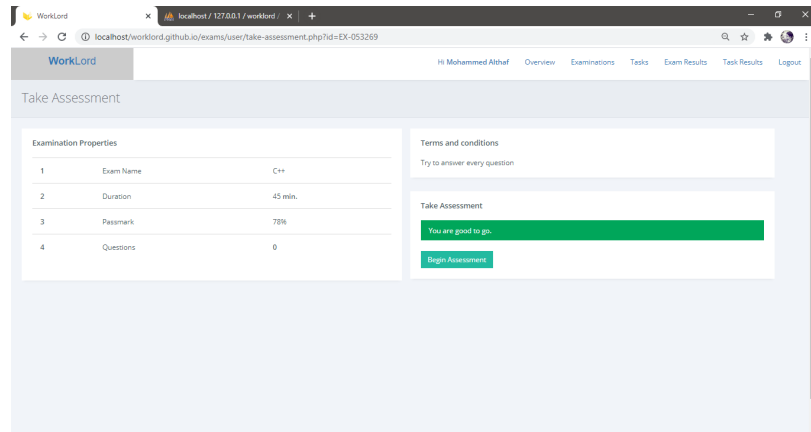 WorkLord
localhost / 127.0.0.1 / worklord /
localhost/worklord.github.io/exams/user/take-assessment.php?id=EX-053269
WorkLord
Hi Mohammed Althaf Overview Examinations Tasks Exam Results Task Results Logout
Take Assessment
Examination Properties
1 Exam Name C++
2 Duration 45 min.
3 Passmark 78%
4 Questions 0
Terms and conditions
Try to answer every question
Take Assessment
You are good to go.
Begin Assessment